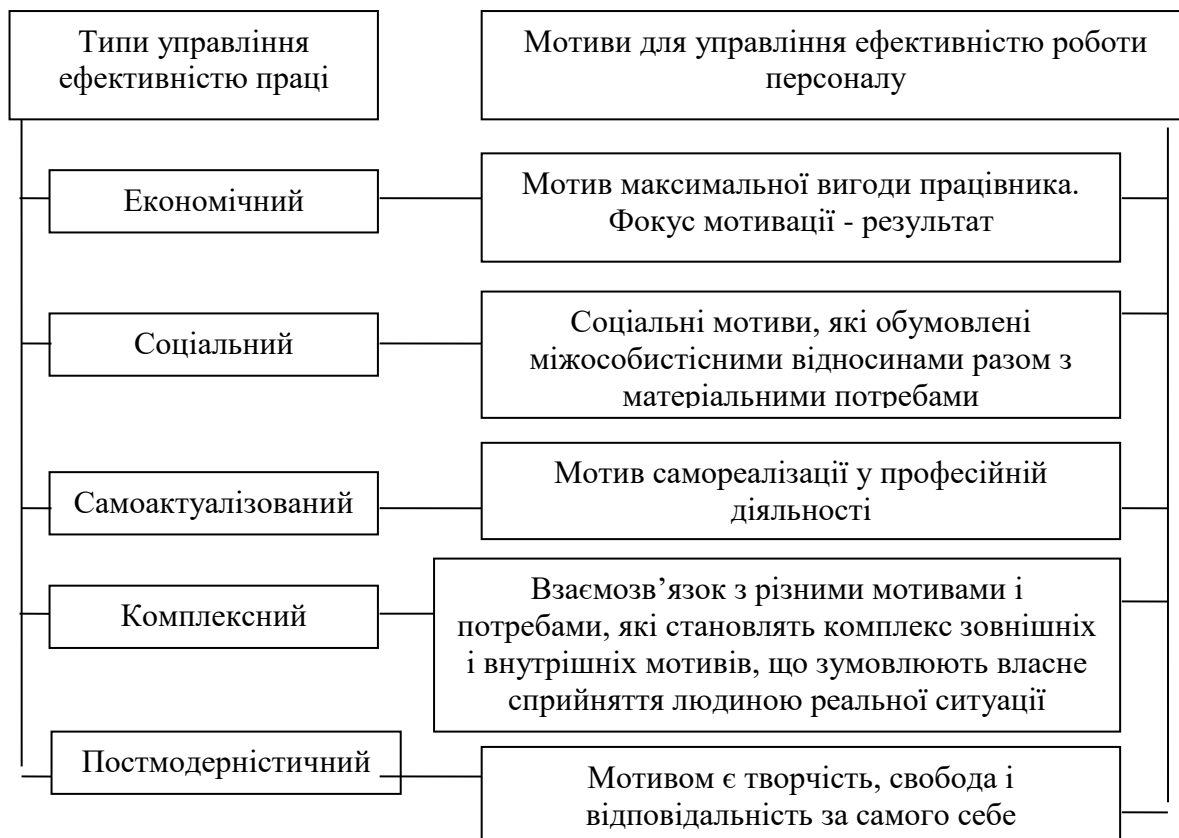 Типи управління
ефективністю праці
Мотиви для управління ефективністю роботи
персоналу
Економічний
Мотив максимальної вигоди працівника.
Фокус мотивації - результат
Соціальний
Соціальні мотиви, які обумовлені
міжособистісними відносинами разом з
матеріальними потребами
Самоактуалізований
Мотив самореалізації у професійній
діяльності
Комплексний
Взаємозв’язок з різними мотивами і
потребами, які становлять комплекс зовнішніх
і внутрішніх мотивів, що зумовлюють власне
сприйняття людиною реальної ситуації
Постмодерністичний
Мотивом є творчість, свобода і
відповідальність за самого себе